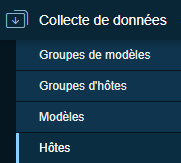 Collecte de données
Groupes de modèles
Groupes d'hôtes
Modèles
Hôtes